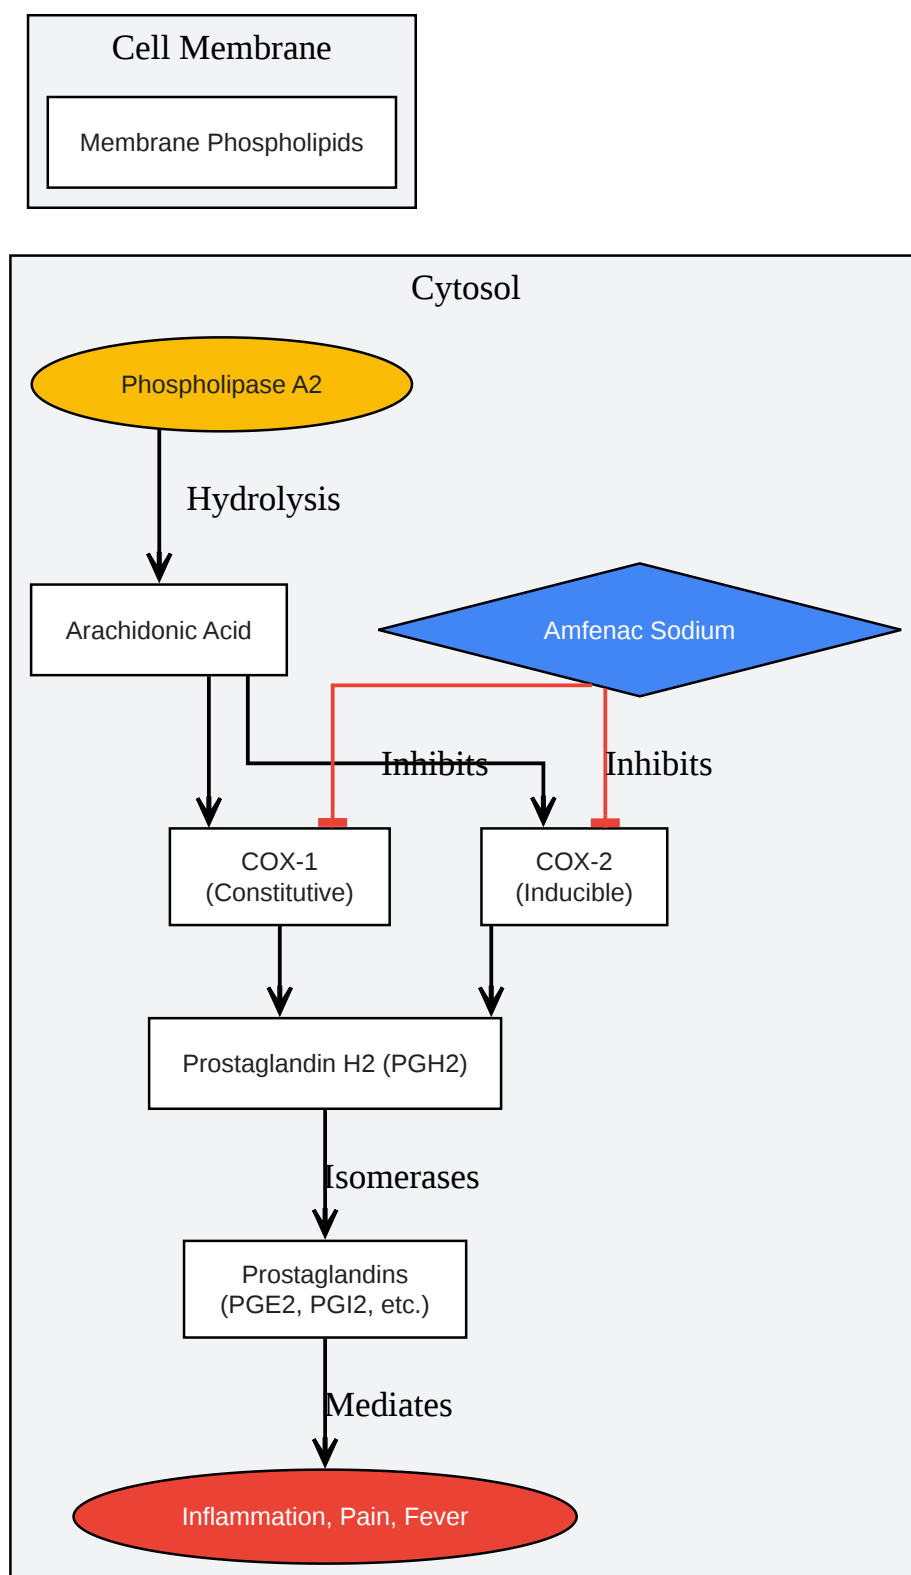 Cell Membrane
Membrane Phospholipids
Cytosol
Phospholipase A2
Hydrolysis
Arachidonic Acid
Amfenac Sodium
Inhibits
Inhibits
COX-1
(Constitutive)
COX-2
(Inducible)
Prostaglandin H2 (PGH2)
Isomerases
Prostaglandins
(PGE2, PGI2, etc.)
Mediates
Inflammation, Pain, Fever